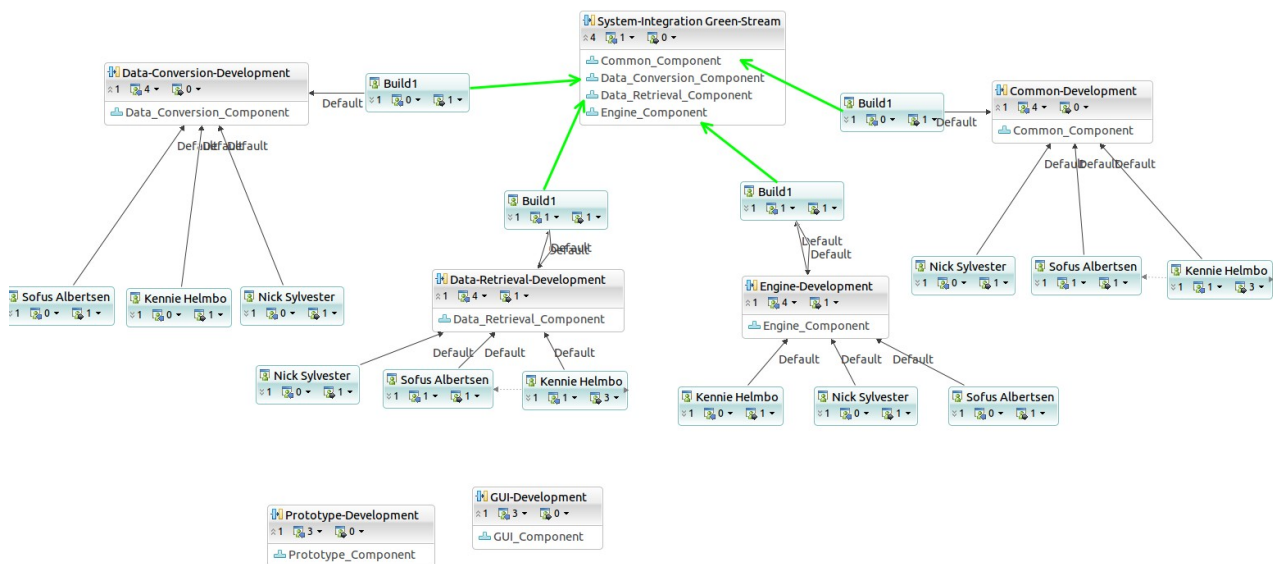 System-Integration Green-Stream
4 1 0
Common_Component
Data_Conversion_Component
Data_Retrieval_Component
Engine_Component
Data-Conversion-Development
1 4 0
Data_Conversion_Component
Build1
1 0 1
Default
Build1
1 0 1
Default
Common-Development
1 4 0
Common_Component
Default Default Default
Default Default Default
Build1
1 1 1
Default
Default
Build1
1 1 1
Default
Default
Nick Sylvester
1 0 1
Sofus Albertsen
1 1 1
Kennie Helmbo
1 1 3
Data-Retrieval-Development
1 4 1
Data_Retrieval_Component
Engine-Development
1 4 1
Engine_Component
Sofus Albertsen
1 0 1
Kennie Helmbo
1 0 1
Nick Sylvester
1 0 1
Default Default Default
Default Default Default
Nick Sylvester
1 0 1
Sofus Albertsen
1 1 1
Kennie Helmbo
1 1 3
Kennie Helmbo
1 0 1
Nick Sylvester
1 0 1
Sofus Albertsen
1 0 1
Prototype-Development
1 3 0
Prototype_Component
GUI-Development
1 3 0
GUI_Component